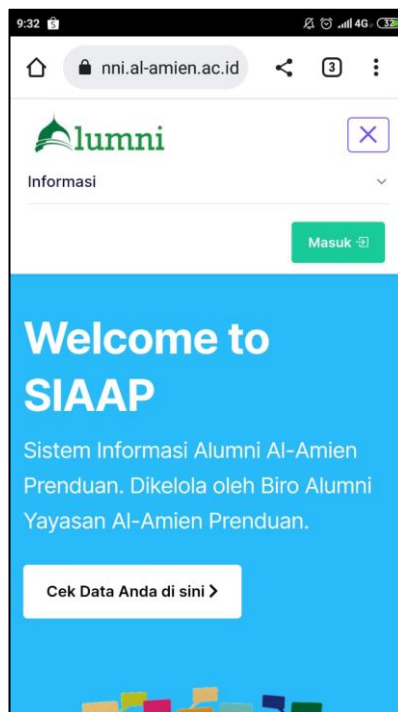 9:32
4G 32
nni.al-amien.ac.id
3
Alumni
Informasi
Masuk
Welcome to
SIAAP
Sistem Informasi Alumni Al-Amien
Prenduan. Dikelola oleh Biro Alumni
Yayasan Al-Amien Prenduan.
Cek Data Anda di sini